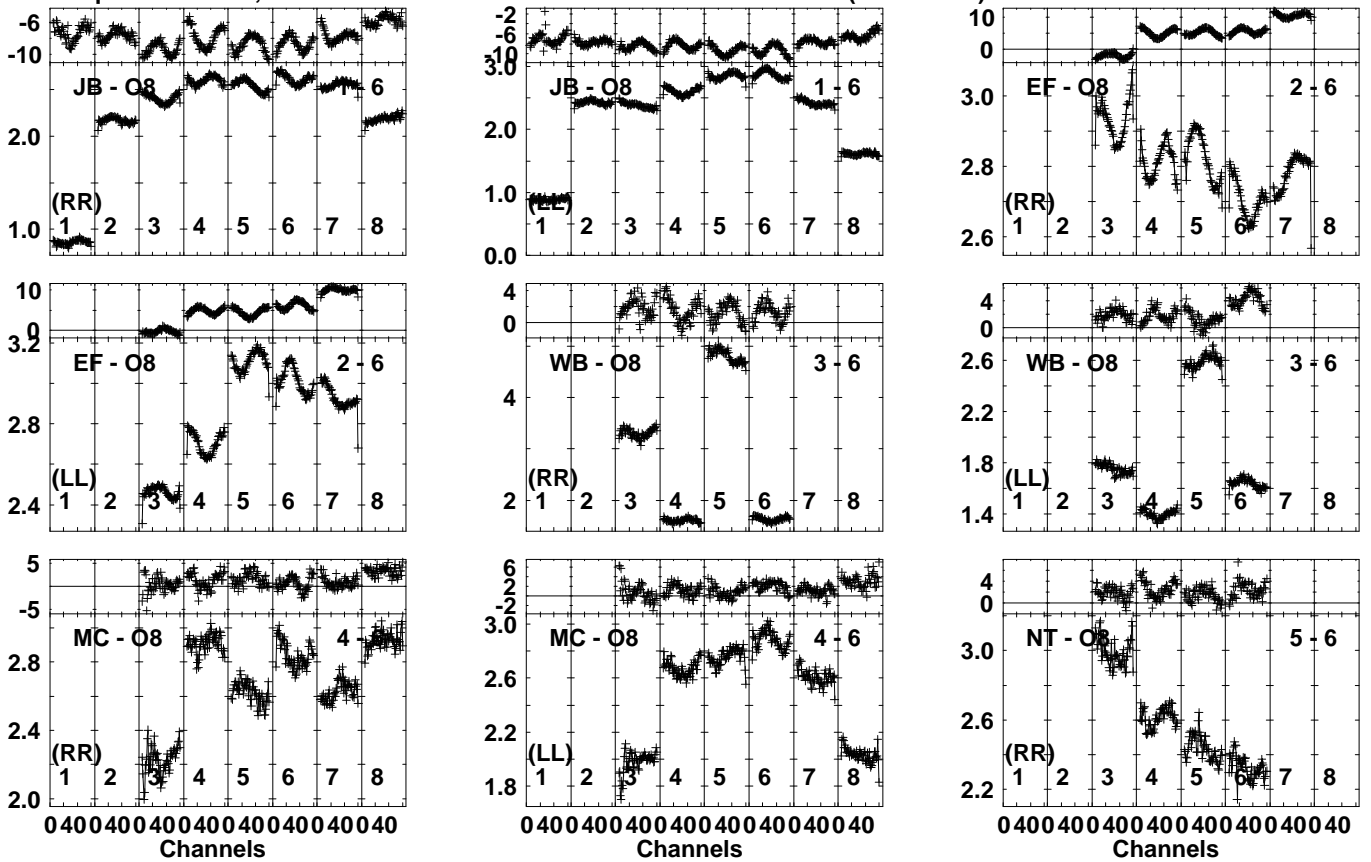 -6 -2 10
-10 -6 0
-10
JB - O8 1 - 6 3.0 JB - O8 1 - 6 EF - O8 2 - 6
3.0
2.0 2.0 2.8
(RR) 1.0 (LL) (RR)
1.0 1 2 3 4 5 6 7 8 1 2 3 4 5 6 7 8 1 2 3 4 5 6 7 8
0.0 2.6
10 4 4
0 0 0
3.2 EF - O8 2 - 6 WB - O8 3 - 6 2.6 WB - O8 3 - 6
4 2.2
2.8
1.8
(LL) (RR) (LL)
2.4 1 2 3 4 5 6 7 8 2 1 2 3 4 5 6 7 8 1.4 1 2 3 4 5 6 7 8
5 6 4
2
-5 -2 0
MC - O8 4 - 3.0 MC - O8 4 - 6 NT - O8 5 - 6
2.8 2.6 3.0
2.4 2.2 2.6
(RR) (LL) (RR)
2.0 1 2 3 4 5 6 7 8 1.8 1 2 3 4 5 6 7 8 2.2 1 2 3 4 5 6 7 8
0 40 0 40 0 40 0 40 0 40 0 40 0 40 0 40 0 40 0 40 0 40 0 40 0 40 0 40 0 40 0 40 0 40 0 40 0 40 0 40 0 40 0 40 0 40 0 40
Channels Channels Channels